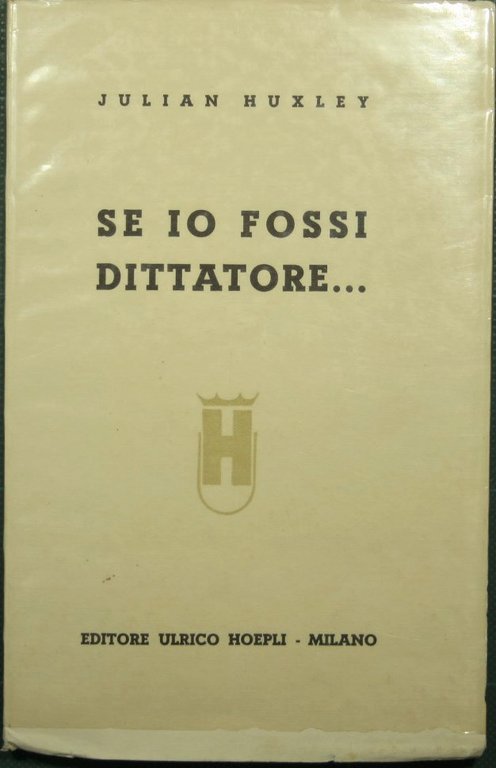 JULIAN HUXLEY
SE IO FOSSI
DITTATORE...
H
EDITORE ULRICO HOEPLI - MILANO